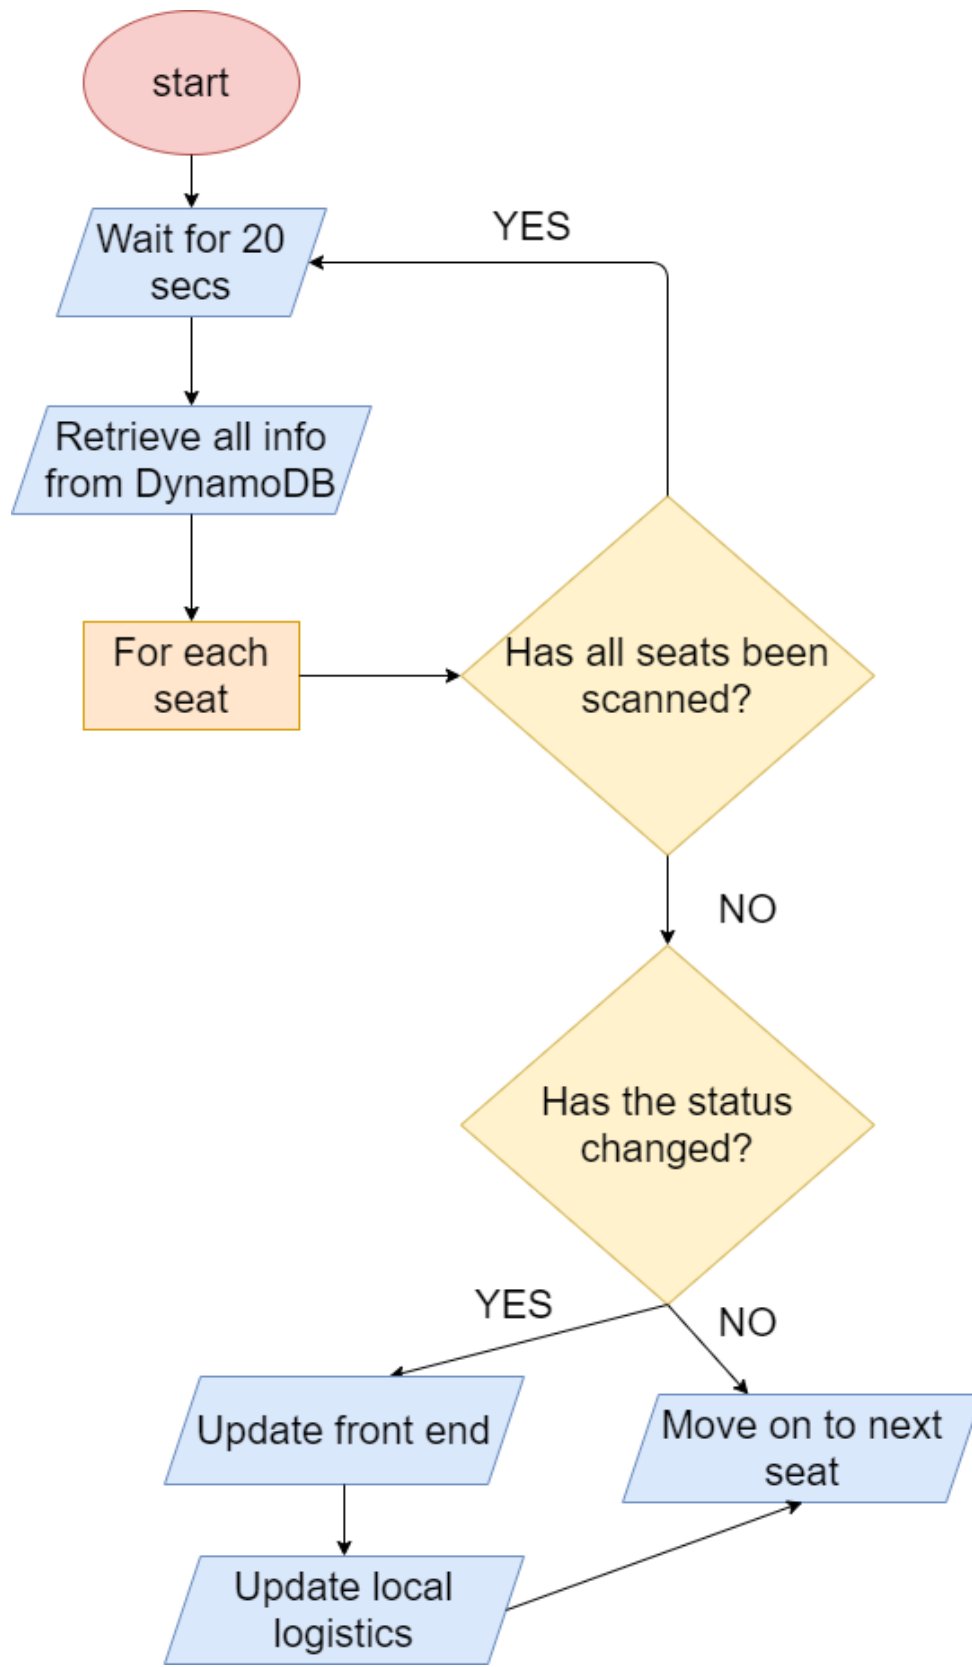 start
Wait for 20
secs
YES
Retrieve all info
from DynamoDB
For each
seat
Has all seats been
scanned?
NO
Has the status
changed?
YES
NO
Update front end
Move on to next
seat
Update local
logistics